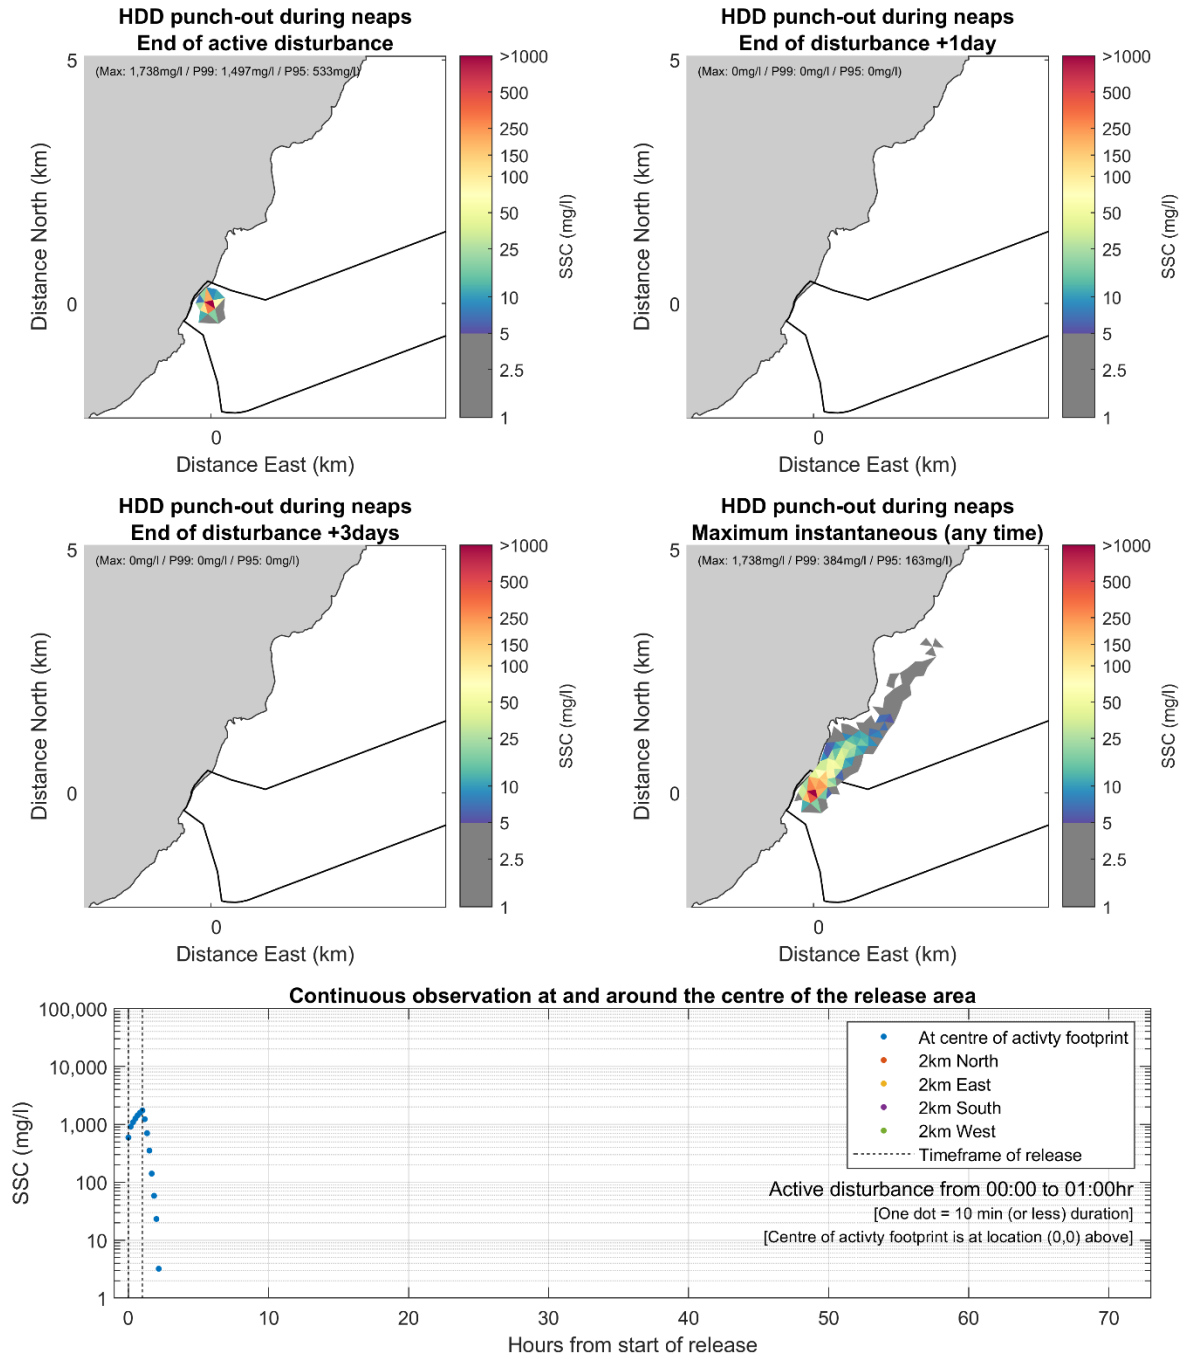 HDD punch-out during neaps
End of active disturbance
(Max: 1,738mg/l / P99: 1,497mg/l / P95: 533mg/l)
5
0
Distance North (km)
0
Distance East (km)
>1000
500
250
150
100
50
25
10
5
2.5
1
SSC (mg/l)
HDD punch-out during neaps
End of disturbance +1day
(Max: 0mg/l / P99: 0mg/l / P95: 0mg/l)
5
0
Distance North (km)
0
Distance East (km)
>1000
500
250
150
100
50
25
10
5
2.5
1
SSC (mg/l)
HDD punch-out during neaps
End of disturbance +3days
(Max: 0mg/l / P99: 0mg/l / P95: 0mg/l)
5
0
Distance North (km)
0
Distance East (km)
>1000
500
250
150
100
50
25
10
5
2.5
1
SSC (mg/l)
HDD punch-out during neaps
Maximum instantaneous (any time)
(Max: 1,738mg/l / P99: 384mg/l / P95: 163mg/l)
5
0
Distance North (km)
0
Distance East (km)
>1000
500
250
150
100
50
25
10
5
2.5
1
SSC (mg/l)
Continuous observation at and around the centre of the release area
100,000
10,000
1,000
100
10
1
SSC (mg/l)
At centre of activty footprint
2km North
2km East
2km South
2km West
Timeframe of release
Active disturbance from 00:00 to 01:00hr
[One dot = 10 min (or less) duration]
[Centre of activty footprint is at location (0,0) above]
0
10
20
30
40
50
60
70
Hours from start of release